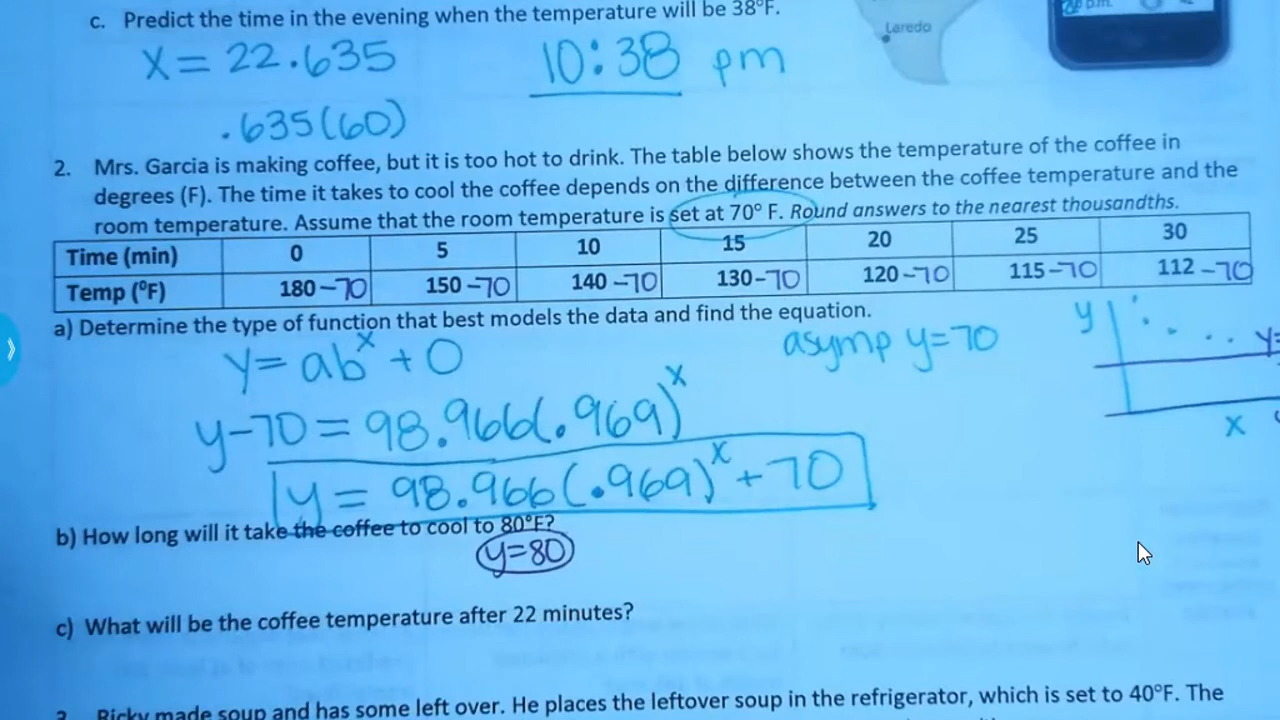 c. Predict the time in the evening when the temperature will be 38°F.
Laredo
p.m.
x = 22.635 10:38 pm
.635(60)
2. Mrs. Garcia is making coffee, but it is too hot to drink. The table below shows the temperature of the coffee in
degrees (F). The time it takes to cool the coffee depends on the difference between the coffee temperature and the
room temperature. Assume that the room temperature is set at 70° F. Round answers to the nearest thousandths.
Time (min) 0 5 10 15 20 25 30
Temp (⁰F) 180 -70 150 -70 140 -70 130 -70 120 -70 115 -70 112 -70
a) Determine the type of function that best models the data and find the equation.
y = ab^x + 0 asymp y=70 y y=
y-70 = 98.966(.969)^x
x
y = 98.966(.969)^x + 70
b) How long will it take the coffee to cool to 80°F?
y=80
c) What will be the coffee temperature after 22 minutes?
3. Ricky made soup and has some left over. He places the leftover soup in the refrigerator, which is set to 40°F. The